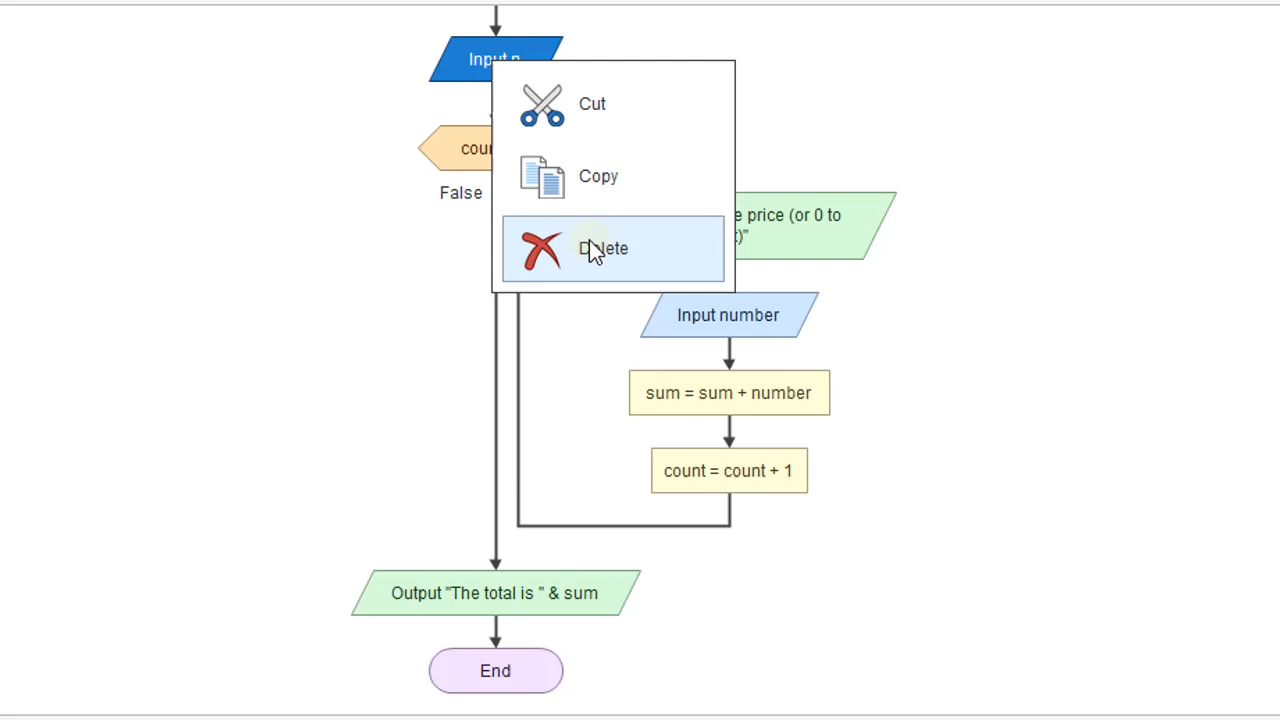 Input n
Cut
Copy
Delete
False
e price (or 0 to
)"
Input number
sum = sum + number
count = count + 1
Output "The total is " & sum
End